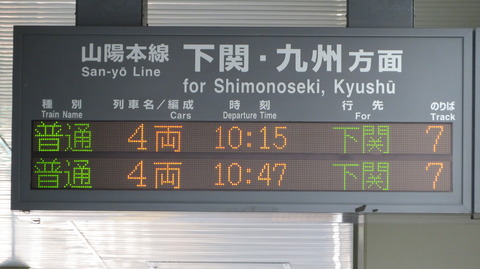 山陽本線 下関・九州方面
San-yō Line for Shimonoseki, Kyushū
種別 列車名/編成 時刻 行先 のりば
Train Name Cars Departure Time For Track
普通 4両 10:15 下関 7
普通 4両 10:47 下関 7